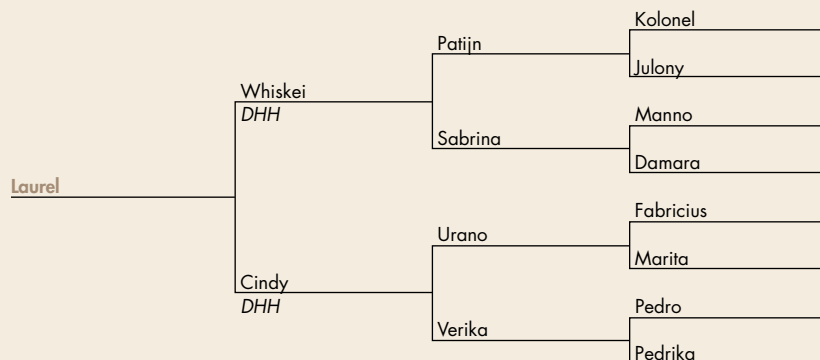 Kolonel
Patijn
Julony
Whiskei
DHH
Manno
Sabrina
Damara
Laurel
Fabricius
Urano
Marita
Cindy
DHH
Pedro
Verika
Pedrika